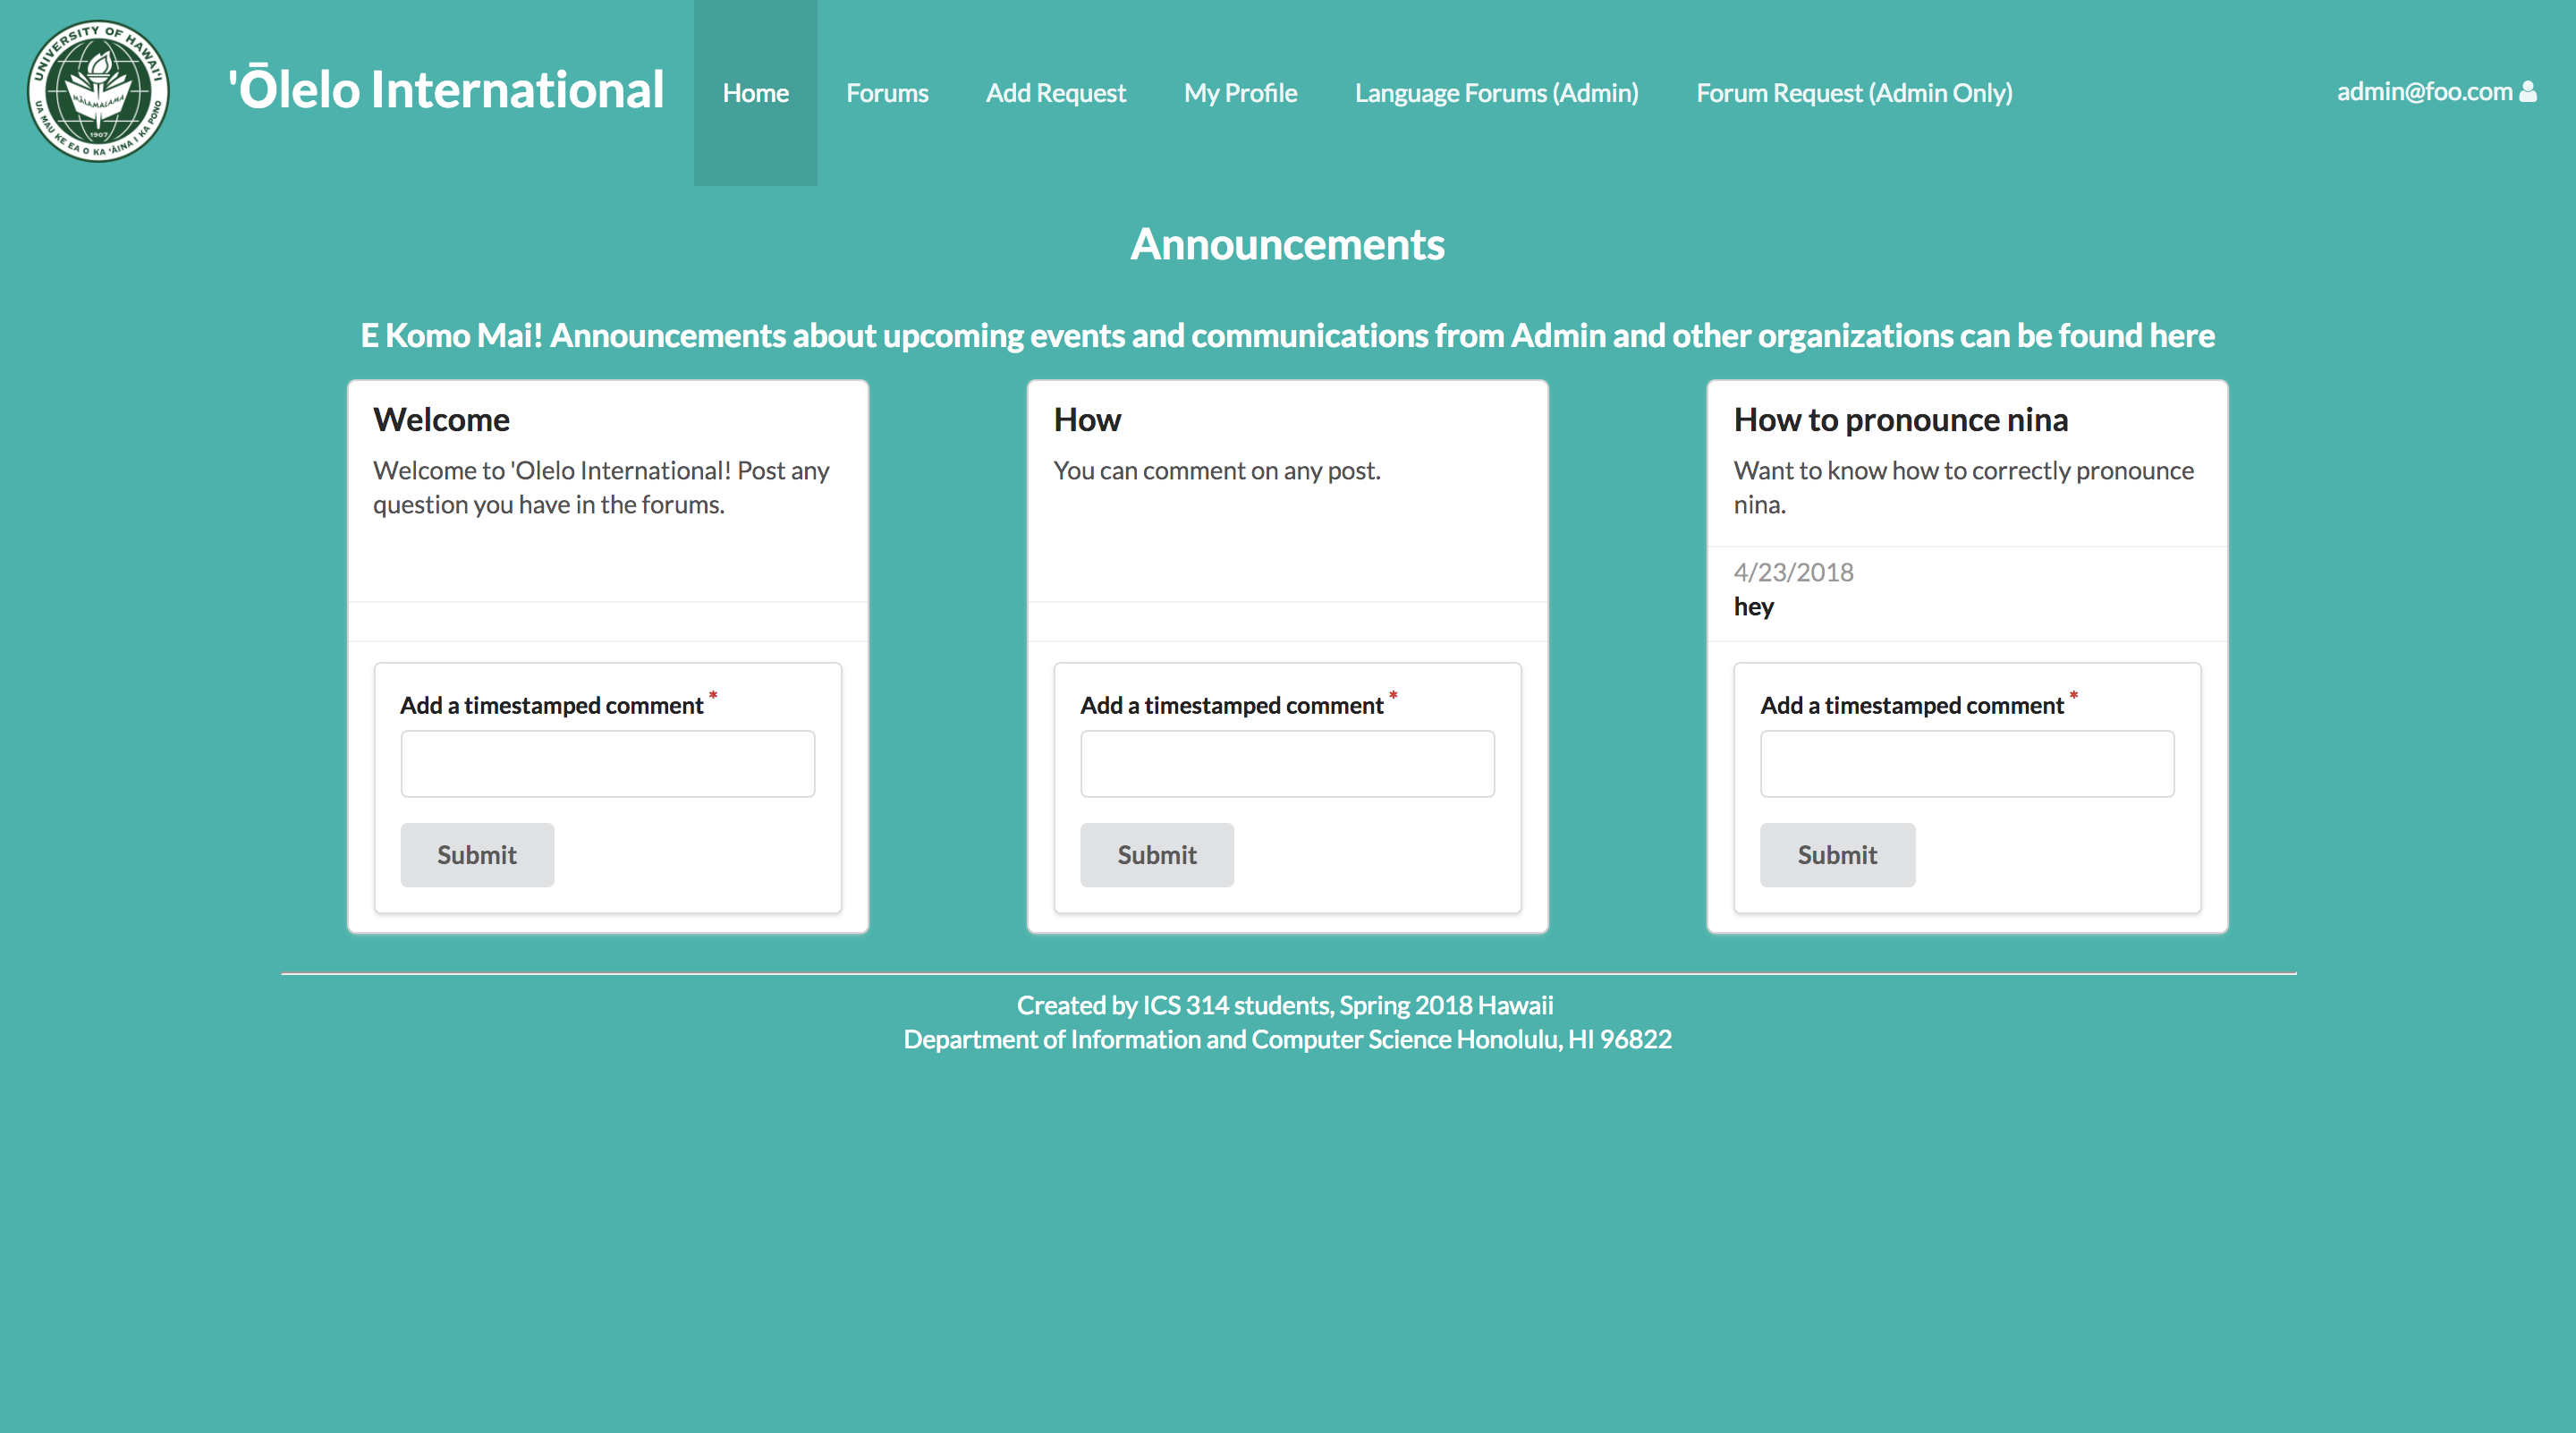 UNIVERSITY OF HAWAI'I
MALAMALAMA
1907
UA MAU KE EA O KA 'ĀINA I KA PONO
'Ōlelo International
Home
Forums
Add Request
My Profile
Language Forums (Admin)
Forum Request (Admin Only)
admin@foo.com
Announcements
E Komo Mai! Announcements about upcoming events and communications from Admin and other organizations can be found here
Welcome
Welcome to 'Olelo International! Post any
question you have in the forums.
Add a timestamped comment *
Submit
How
You can comment on any post.
Add a timestamped comment *
Submit
How to pronounce nina
Want to know how to correctly pronounce
nina.
4/23/2018
hey
Add a timestamped comment *
Submit
Created by ICS 314 students, Spring 2018 Hawaii
Department of Information and Computer Science Honolulu, HI 96822